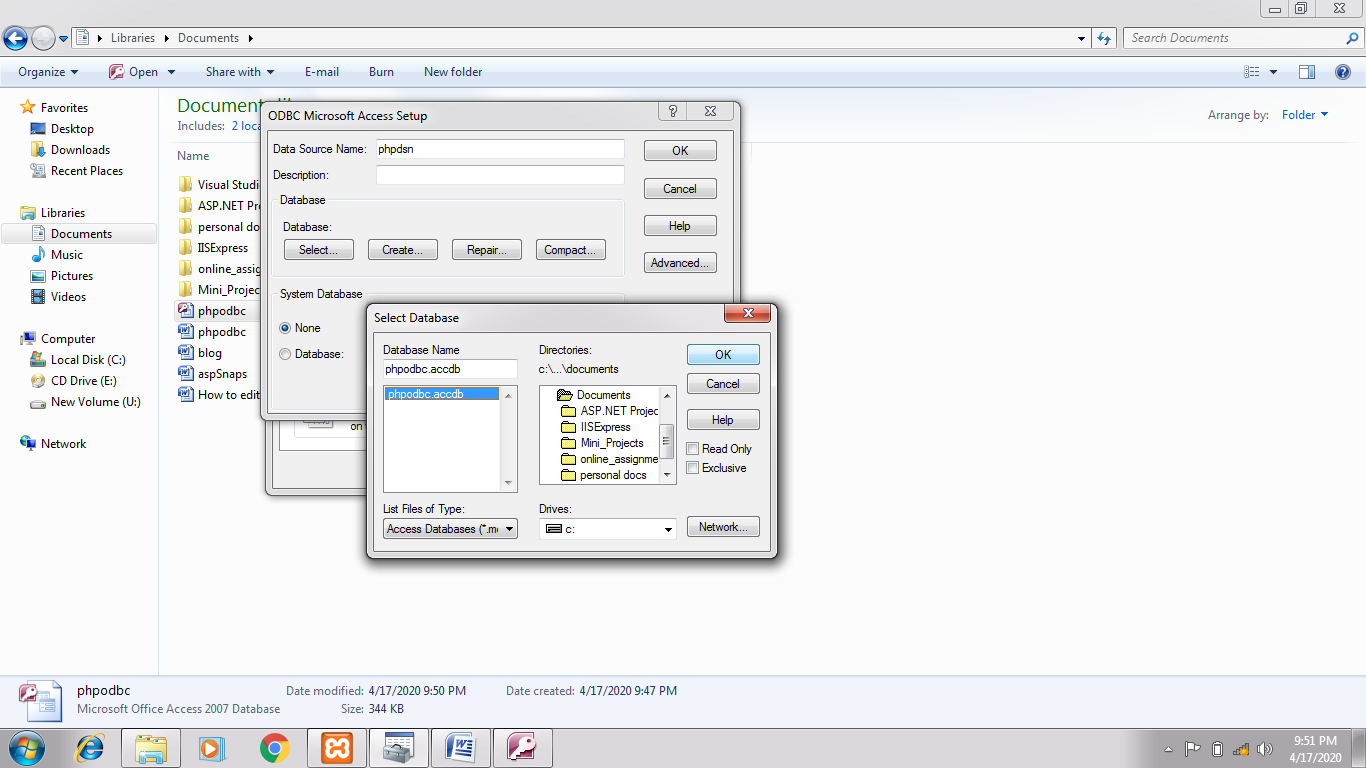 Libraries Documents
Search Documents
Organize Open Share with E-mail Burn New folder
Favorites
Desktop
Downloads
Recent Places
Libraries
Documents
Music
Pictures
Videos
Computer
Local Disk (C:)
CD Drive (E:)
New Volume (U:)
Network
Includes: 2
Arrange by: Folder
Name
Visual
ASP.NET
personal
IISExpress
phpodbc
phpodbc
blog
aspSnaps
How to edit
ODBC Microsoft Access Setup
?
Data Source Name: phpdsn
Description:
OK
Cancel
Help
Advanced...
Database
Database:
Select... Create... Repair... Compact...
System Database
None
Database:
on
Select Database
Database Name
phpodbc.accdb
phpodbc.accdb
List Files of Type:
Access Databases (*.m
Directories:
c:\...\documents
Documents
ASP.NET Projec
IISExpress
Mini_Projects
online_assignme
personal docs
Drives:
c:
OK
Cancel
Help
Read Only
Exclusive
Network...
phpodbc
Microsoft Office Access 2007 Database
Date modified: 4/17/2020 9:50 PM
Size: 344 KB
Date created: 4/17/2020 9:47 PM
9:51 PM
4/17/2020